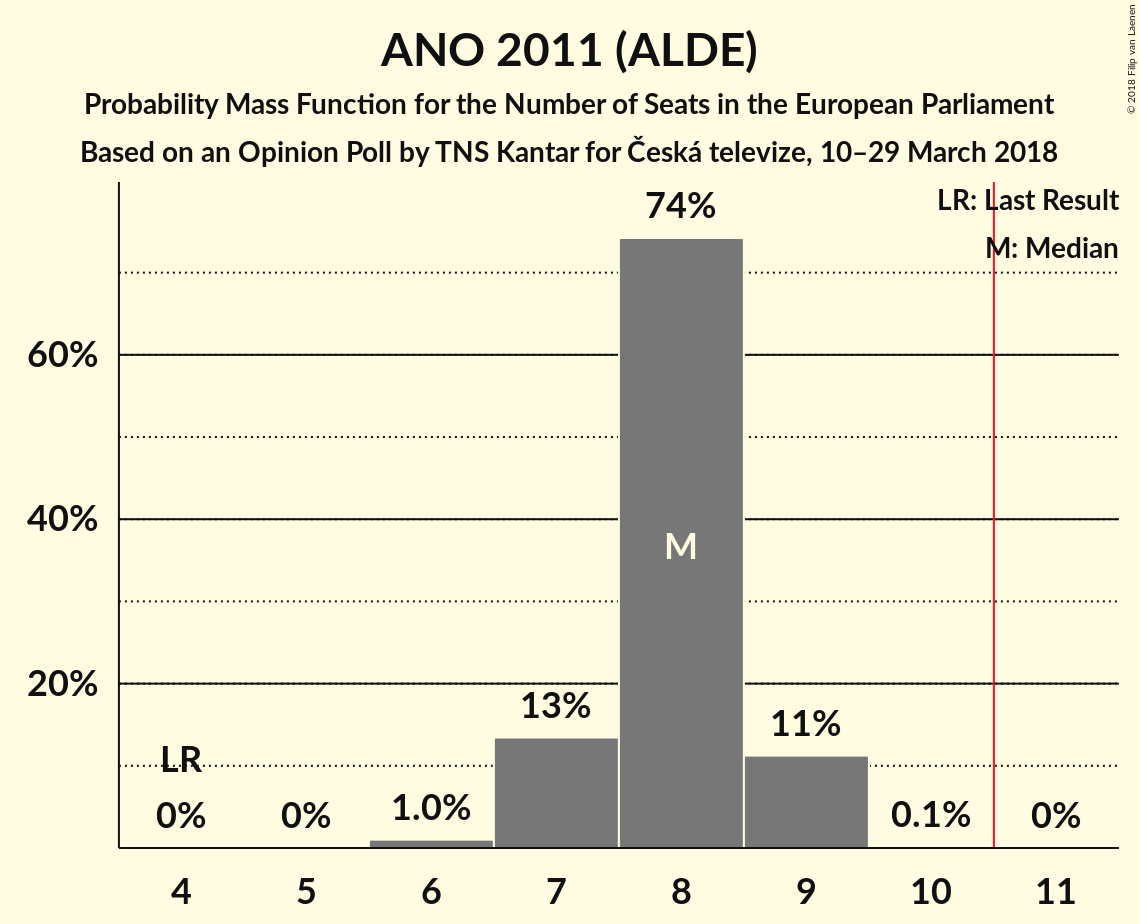 ANO 2011 (ALDE)
Probability Mass Function for the Number of Seats in the European Parliament
Based on an Opinion Poll by TNS Kantar for Česká televize, 10–29 March 2018
© 2018 Filip van Laenen
LR: Last Result
M: Median
74%
60%
40%
M
20%
13%
11%
LR
0%
0%
1.0%
0.1%
0%
4 5 6 7 8 9 10 11